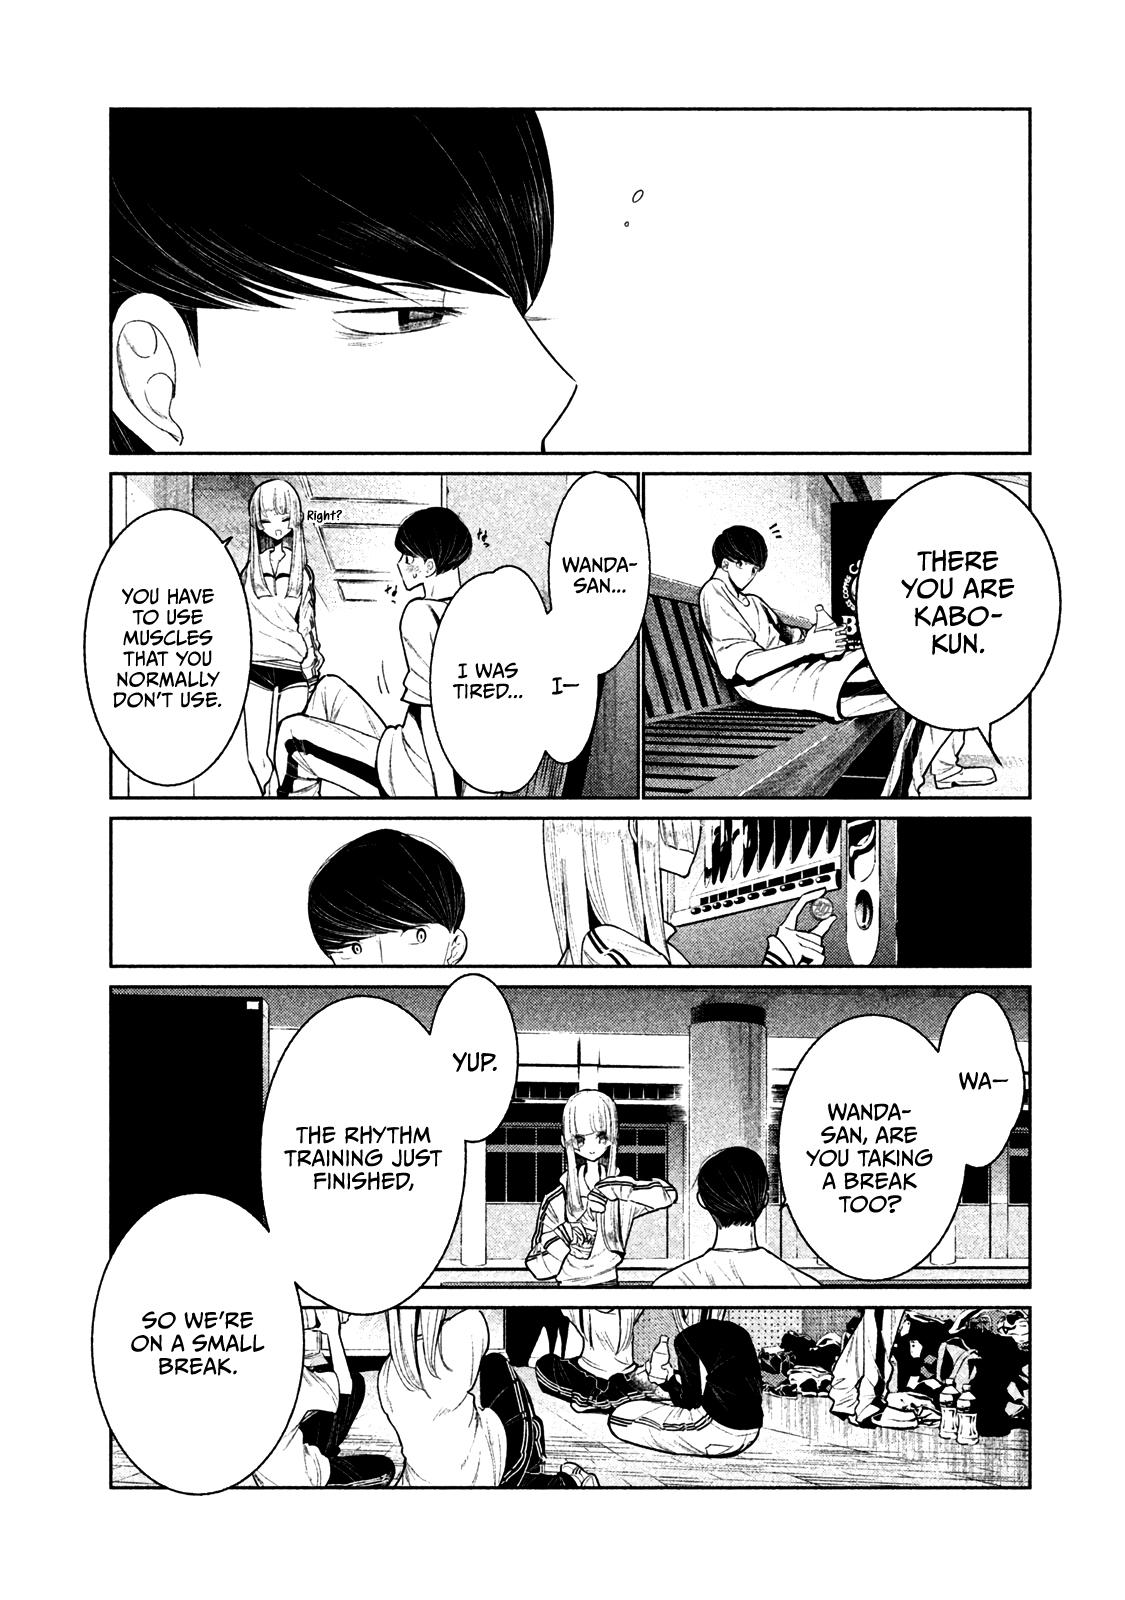 THERE
YOU ARE
KABO-
KUN.
WANDA-
SAN...
I—
I WAS
TIRED...
Right?
YOU HAVE
TO USE
MUSCLES
THAT YOU
NORMALLY
DON'T USE.
WA—
WANDA-
SAN, ARE
YOU TAKING
A BREAK
TOO?
YUP.
THE RHYTHM
TRAINING JUST
FINISHED,
SO WE'RE
ON A SMALL
BREAK.